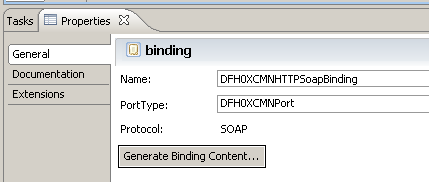 Tasks Properties
General
Documentation
Extensions
binding
Name: DFH0XCMNHTTPSoapBinding
PortType: DFH0XCMNPort
Protocol: SOAP
Generate Binding Content...